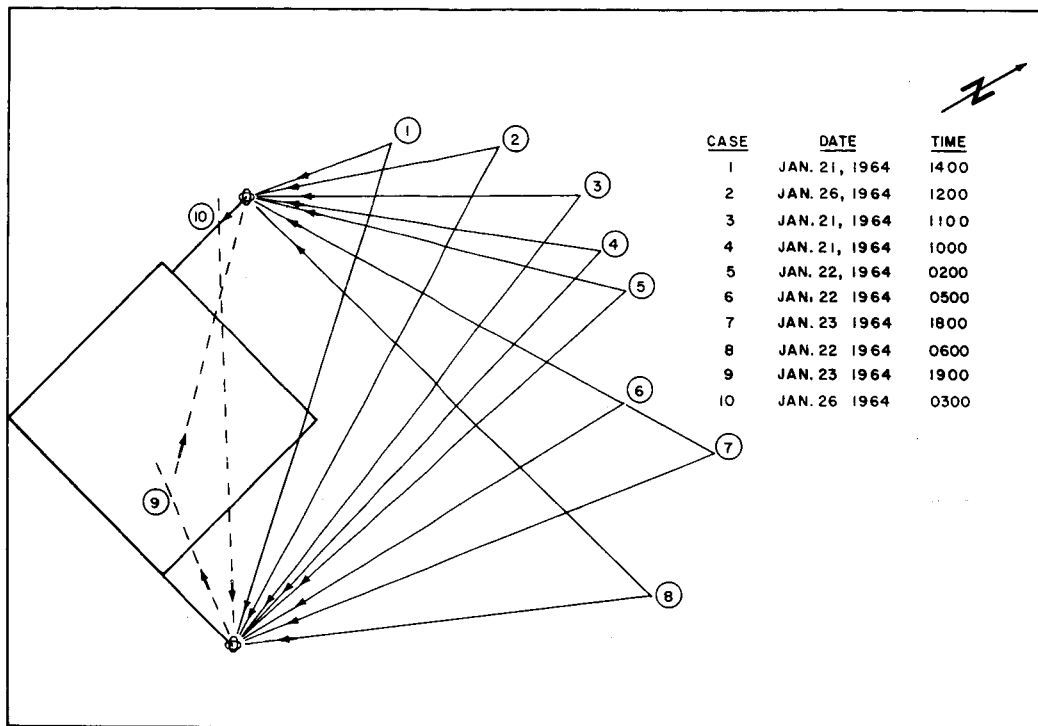 N
CASE DATE TIME
1 JAN. 21, 1964 1400
2 JAN. 26, 1964 1200
3 JAN. 21, 1964 1100
4 JAN. 21, 1964 1000
5 JAN. 22, 1964 0200
6 JAN. 22 1964 0500
7 JAN. 23 1964 1800
8 JAN. 22 1964 0600
9 JAN. 23 1964 1900
10 JAN. 26 1964 0300
1
2
3
10
4
5
6
7
9
8